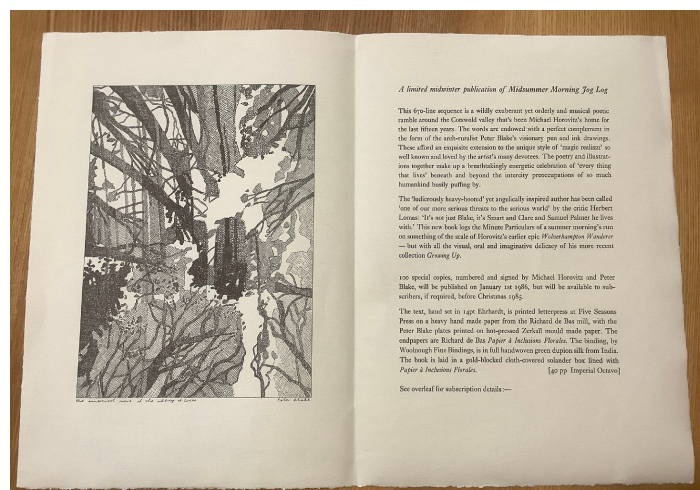 A limited midwinter publication of Midsummer Morning Jog Log
This 670-line sequence is a wildly exuberant yet orderly and musical poetic
ramble around the Cotswold valley that's been Michael Horovitz's home for
the last fifteen years. The words are endowed with a perfect complement in
the form of the arch-ruralist Peter Blake's visionary pen and ink drawings.
These afford an exquisite extension to the unique style of 'magic realism' so
well known and loved by the artist's many devotees. The poetry and illustrat-
ions together make up a breathtakingly energetic celebration of 'every thing
that lives' beneath and beyond the intercity preoccupations of so much
humankind busily puffing by.
The 'ludicrously heavy-booted' yet angelically inspired author has been called
'one of our more serious threats to the serious world' by the critic Herbert
Lomas: 'It's not just Blake, it's Smart and Clare and Samuel Palmer he lives
with.' This new book logs the Minute Particulars of a summer morning's run
on something of the scale of Horovitz's earlier epic Wolverhampton Wanderer
— but with all the visual, oral and imaginative delicacy of his more recent
collection Growing Up.
100 special copies, numbered and signed by Michael Horovitz and Peter
Blake, will be published on January 1st 1986, but will be available to sub-
scribers, if required, before Christmas 1985.
The text, hand set in 14pt Ehrhardt, is printed letterpress at Five Seasons
Press on a heavy hand made paper from the Richard de Bas mill, with the
Peter Blake plates printed on hot-pressed Zerkall mould made paper. The
endpapers are Richard de Bas Papier à Inclusions Florales. The binding, by
Woolnough Fine Bindings, is in full handwoven green dupion silk from India.
The book is laid in a gold-blocked cloth-covered solander box lined with
Papier à Inclusions Florales. [40 pp Imperial Octavo]
See overleaf for subscription details:—
the of the
Peter Blake